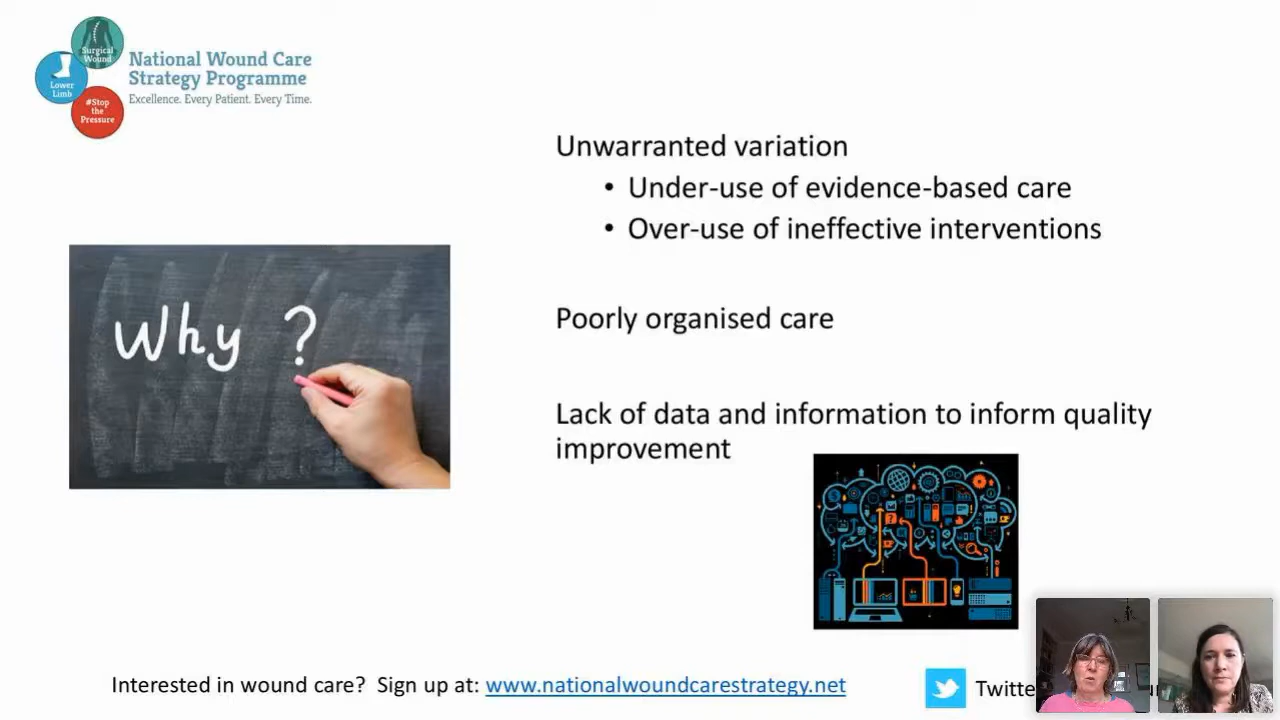 Surgical
Wound
Lower
Limb
#Stop
the
Pressure
National Wound Care
Strategy Programme
Excellence. Every Patient. Every Time.
Unwarranted variation
• Under-use of evidence-based care
• Over-use of ineffective interventions
Why ?
Poorly organised care
Lack of data and information to inform quality
improvement
Interested in wound care? Sign up at: www.nationalwoundcarestrategy.net